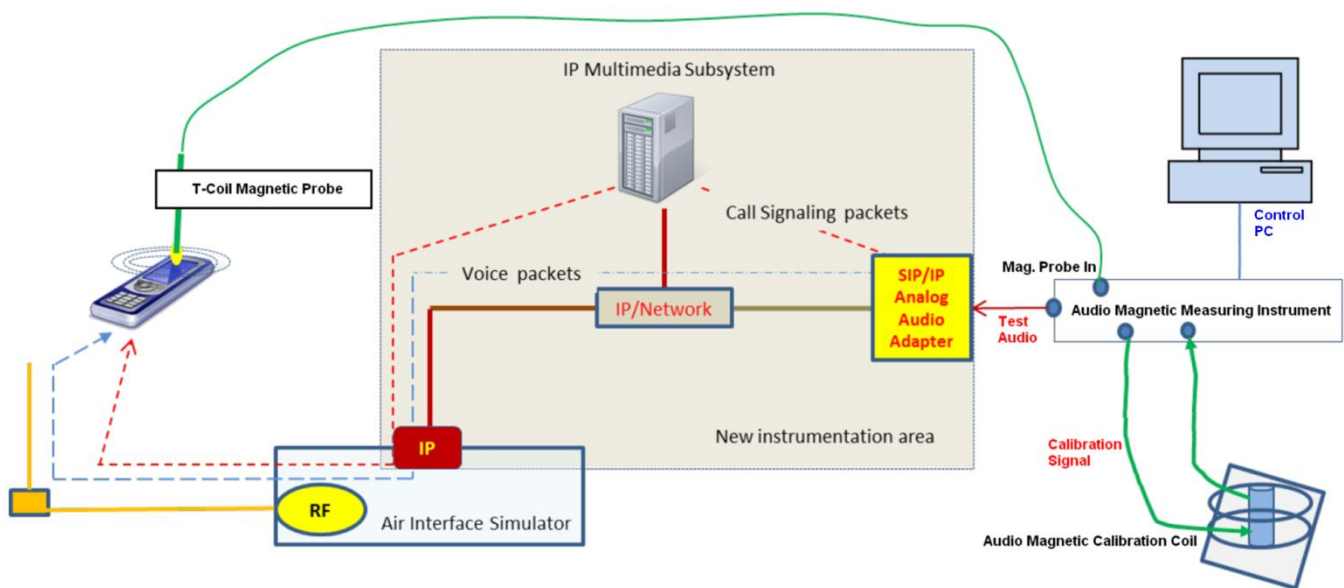 IP Multimedia Subsystem
T-Coil Magnetic Probe
Call Signaling packets
Control
PC
Voice packets
Mag. Probe In
SIP/IP
Analog
Audio
Adapter
IP/Network
Test
Audio
Audio Magnetic Measuring Instrument
IP
New instrumentation area
Calibration
Signal
RF
Air Interface Simulator
Audio Magnetic Calibration Coil